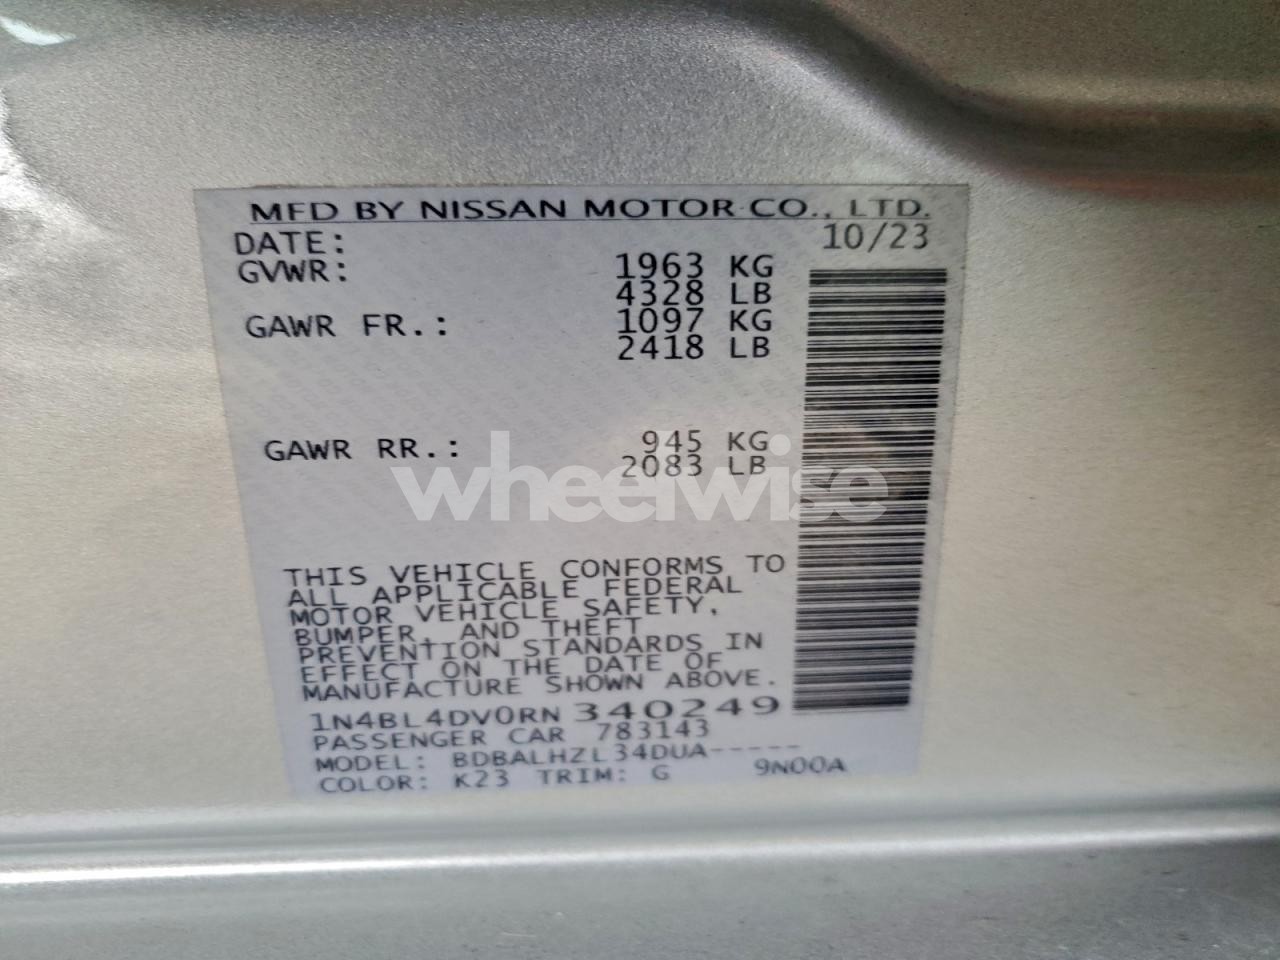 MFD BY NISSAN MOTOR CO., LTD.
DATE: 10/23
GVWR: 1963 KG
4328 LB
GAWR FR.: 1097 KG
2418 LB
GAWR RR.: 945 KG
2083 LB
wheelwise
THIS VEHICLE CONFORMS TO
ALL APPLICABLE FEDERAL
MOTOR VEHICLE SAFETY,
BUMPER, AND THEFT
PREVENTION STANDARDS IN
EFFECT ON THE DATE OF
MANUFACTURE SHOWN ABOVE.
1N4BL4DV0RN 340249
PASSENGER CAR 783143
MODEL: BDBALHZL34DUA-----
COLOR: K23 TRIM: G 9N00A